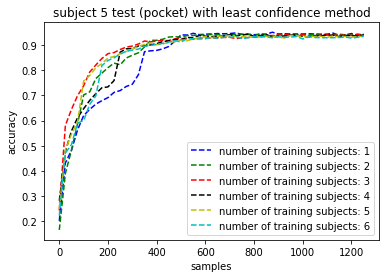 subject 5 test (pocket) with least confidence method
accuracy
0.9
0.8
0.7
0.6
0.5
0.4
0.3
0.2
number of training subjects: 1
number of training subjects: 2
number of training subjects: 3
number of training subjects: 4
number of training subjects: 5
number of training subjects: 6
0 200 400 600 800 1000 1200
samples